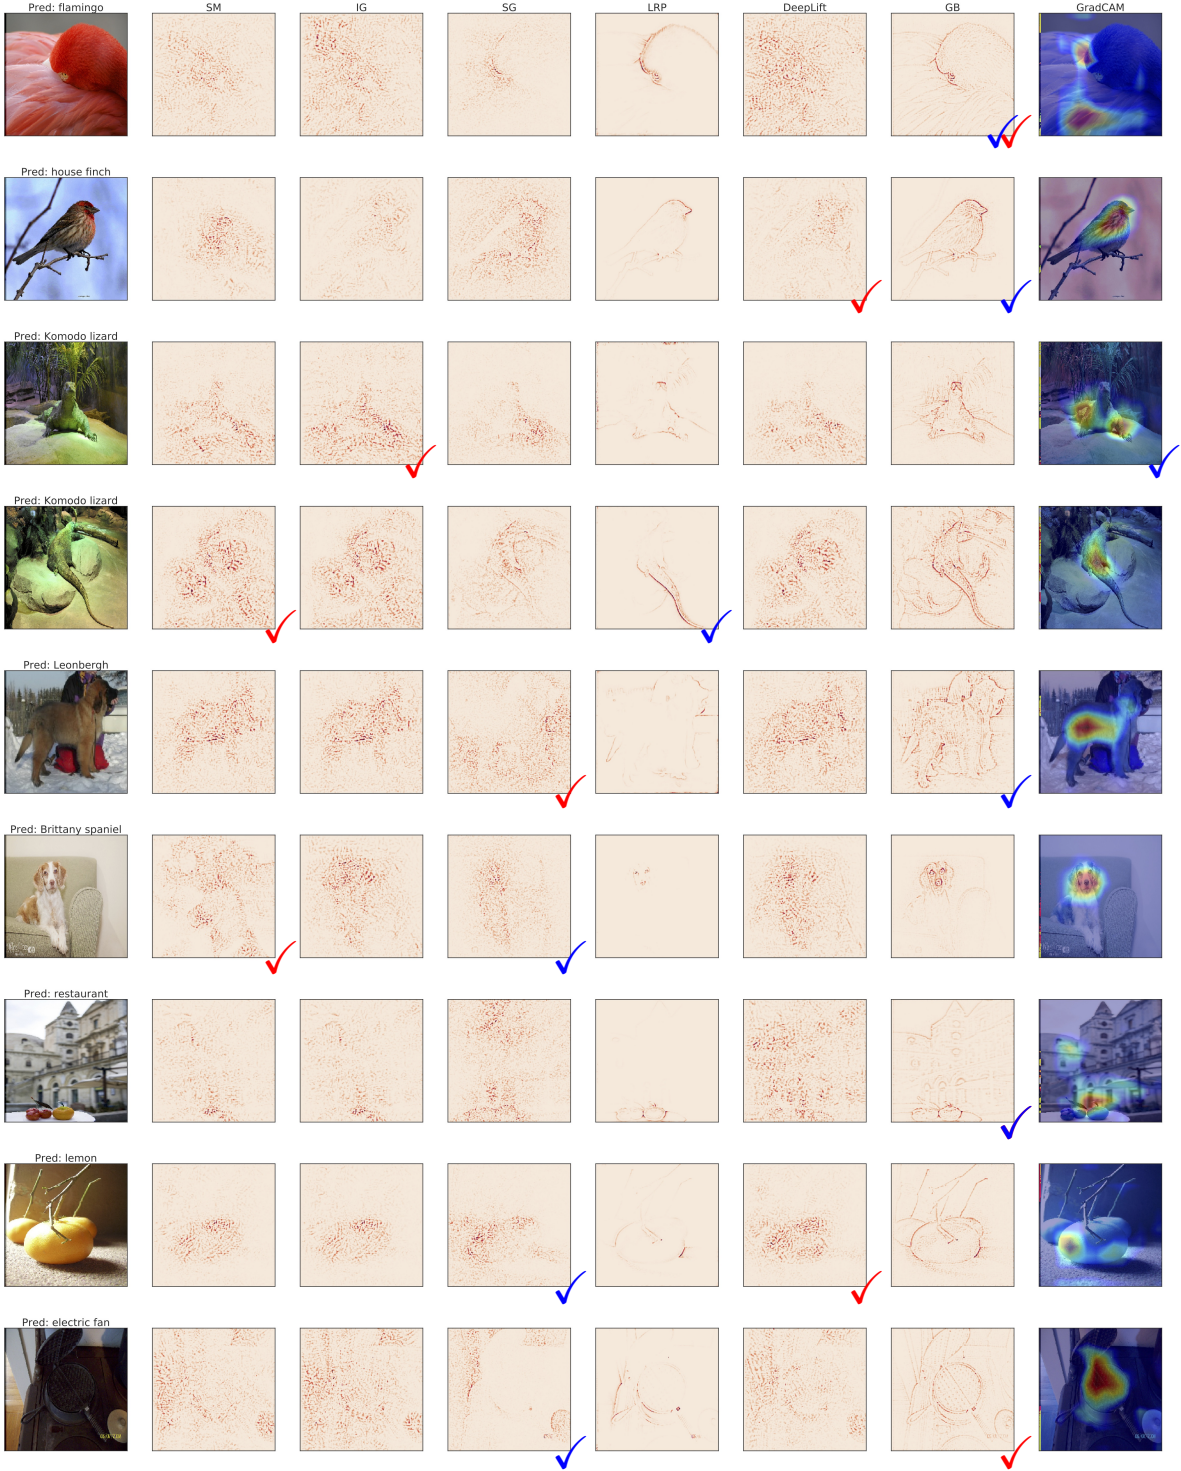 Pred: flamingo SM IG SG LRP DeepLift GB GradCAM
Pred: house finch
Pred: Komodo lizard
Pred: Komodo lizard
Pred: Leonbergh
Pred: Brittany spaniel
Pred: restaurant
Pred: lemon
Pred: electric fan